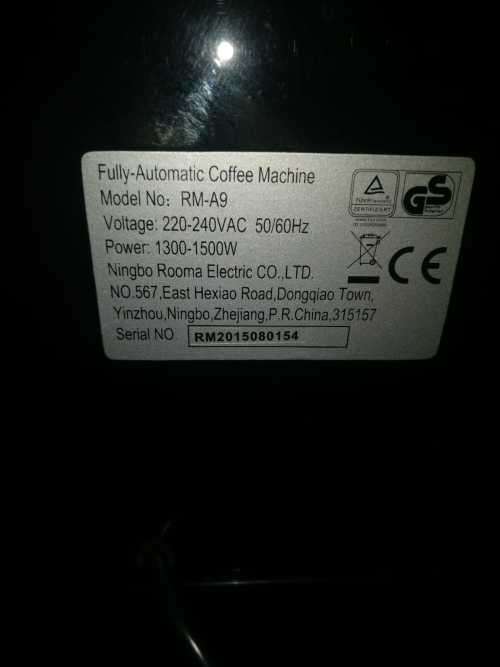 Fully-Automatic Coffee Machine
Model No: RM-A9
Voltage: 220-240VAC 50/60Hz
Power: 1300-1500W
Ningbo Rooma Electric CO.,LTD.
NO.567,East Hexiao Road,Dongqiao Town,
Yinzhou,Ningbo,Zhejiang,P.R.China,315157
Serial NO RM2015080154
GS
CE